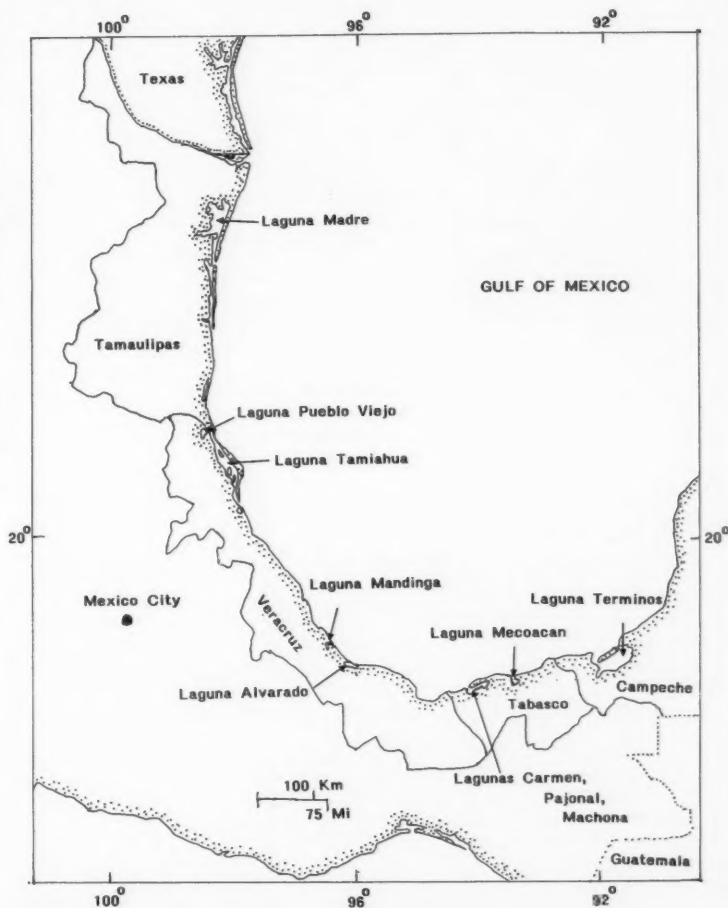 100° 96° 92°
Texas
Laguna Madre
GULF OF MEXICO
Tamaulipas
Laguna Pueblo Viejo
Laguna Tamiahua
20° 20°
Laguna Mandinga
Mexico City
Veracruz
Laguna Terminos
Laguna Mecoacan
Laguna Alvarado
Campeche
Tabasco
Lagunas Carmen,
Pajonal,
Machona
100 Km
75 Mi
Guatemala
100° 96° 92°